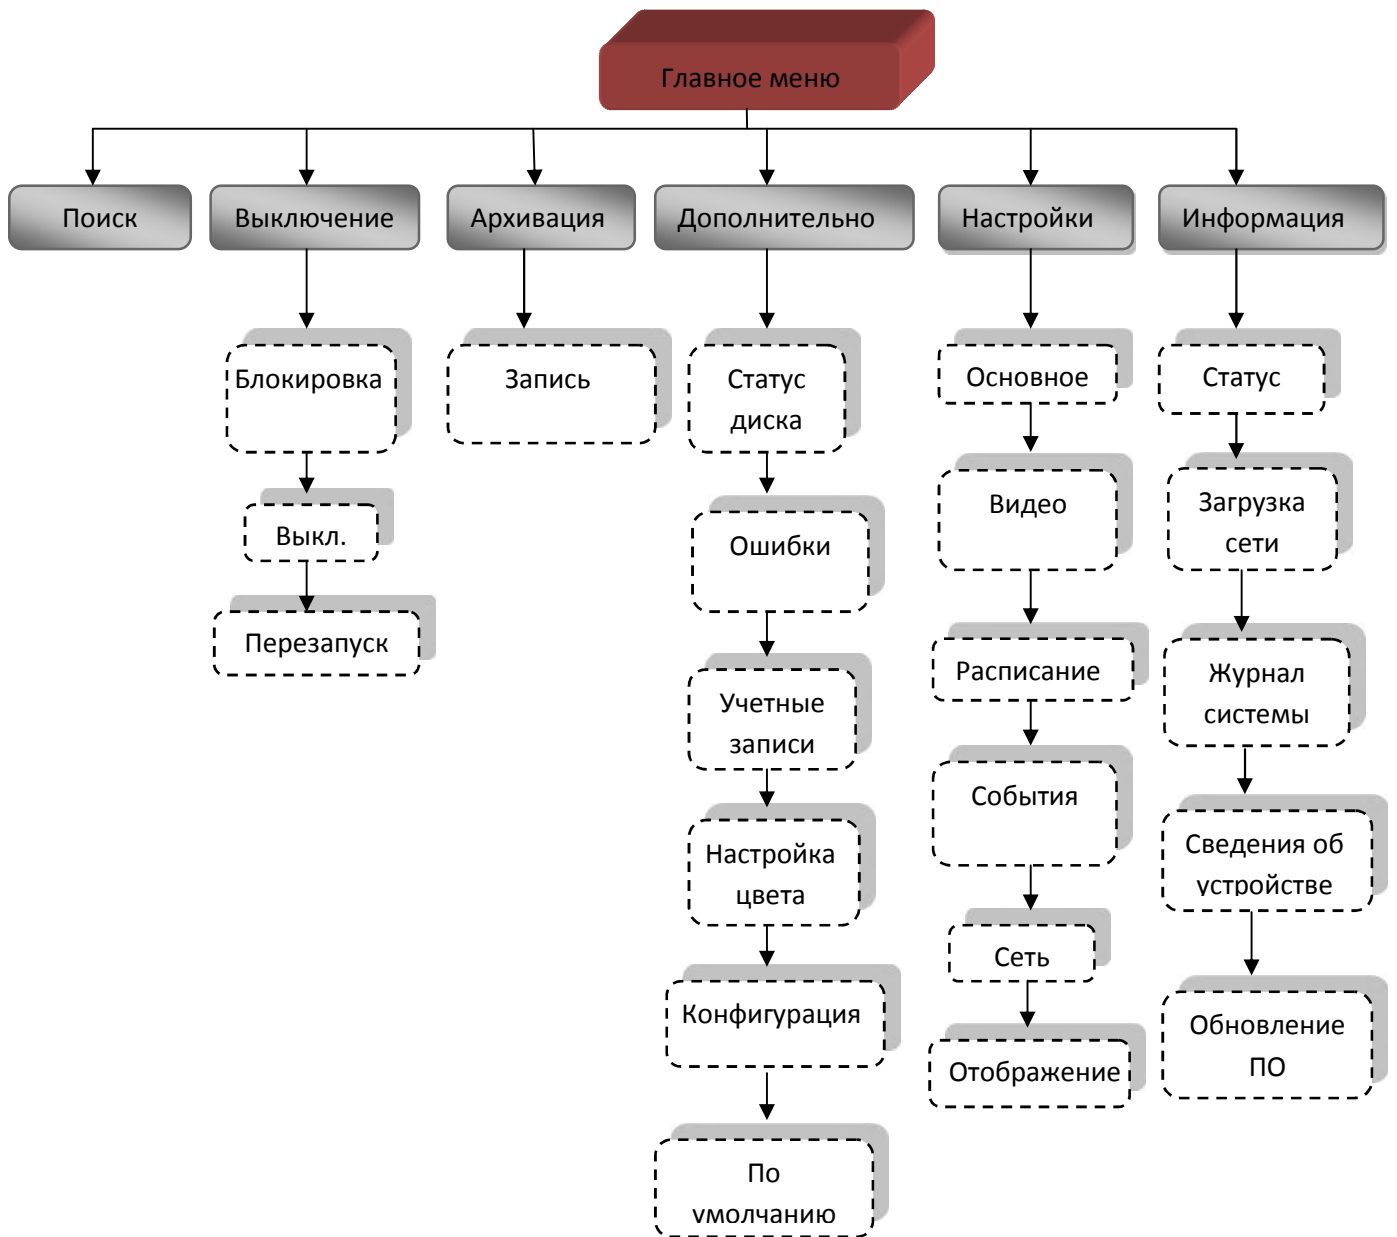 Главное меню
Поиск
Выключение
Архивация
Дополнительно
Настройки
Информация
Блокировка
Выкл.
Перезапуск
Запись
Статус
диска
Ошибки
Учетные
записи
Настройка
цвета
Конфигурация
По
умолчанию
Основное
Видео
Расписание
События
Сеть
Отображение
Статус
Загрузка
сети
Журнал
системы
Сведения об
устройстве
Обновление
ПО